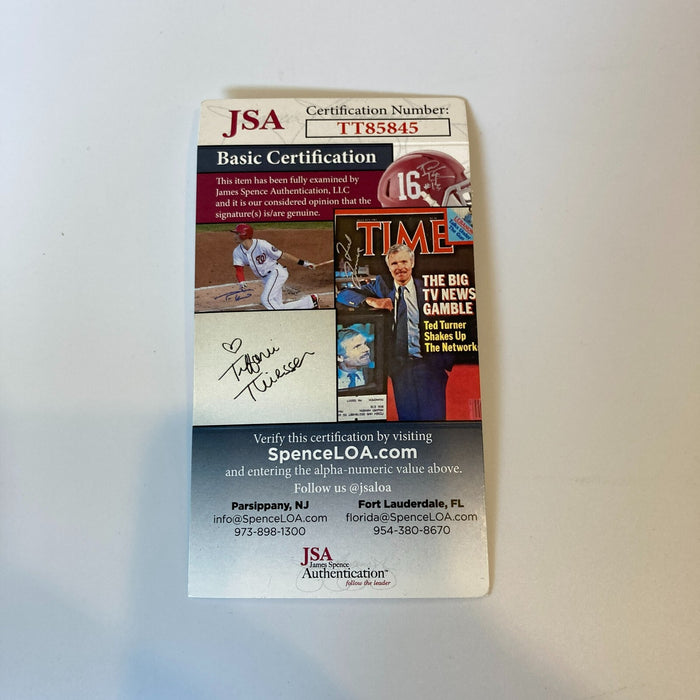 JSA
Certification Number:
TT85845
Basic Certification
This item has been fully examined by
James Spence Authentication, LLC
and it is our considered opinion that the
signature(s) is/are genuine.
16
TIME
THE BIG
TV NEWS
GAMBLE
Ted Turner
Shakes Up
The Network
Tiffani
Thiessen
Verify this certification by visiting
SpenceLOA.com
and entering the alpha-numeric value above.
Follow us @jsaloa
Parsippany, NJ
info@SpenceLOA.com
973-898-1300
Fort Lauderdale, FL
florida@SpenceLOA.com
954-380-8670
JSA
James Spence
Authentication™
follow the leader